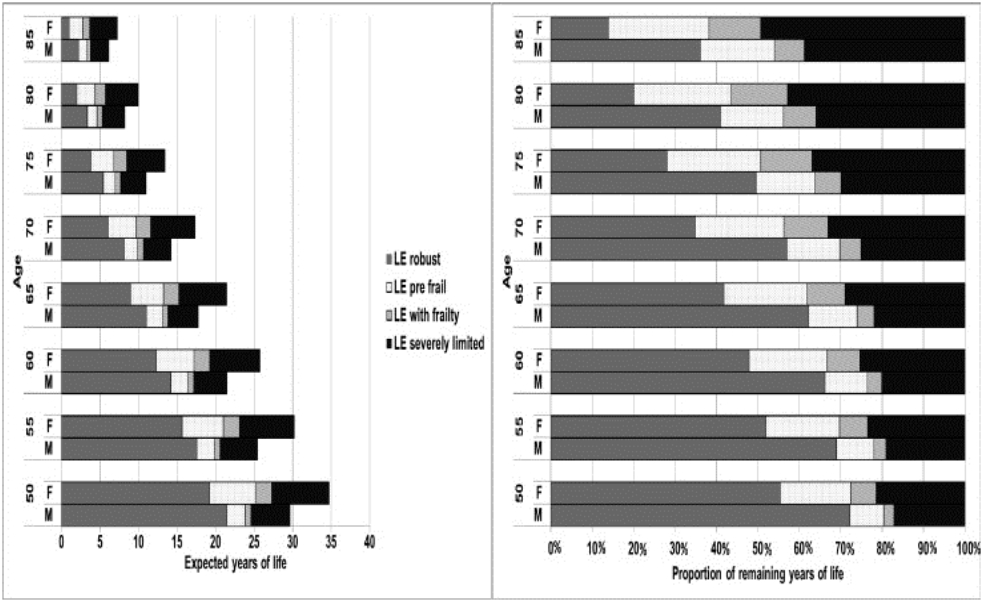 85 F
M
80 F
M
75 F
M
70 F
M
65 F
M
60 F
M
55 F
M
50 F
M
Age
0 5 10 15 20 25 30 35 40
Expected years of life
LE robust
LE pre frail
LE with frailty
LE severely limited
85 F
M
80 F
M
75 F
M
70 F
M
65 F
M
60 F
M
55 F
M
50 F
M
Age
0% 10% 20% 30% 40% 50% 60% 70% 80% 90% 100%
Proportion of remaining years of life